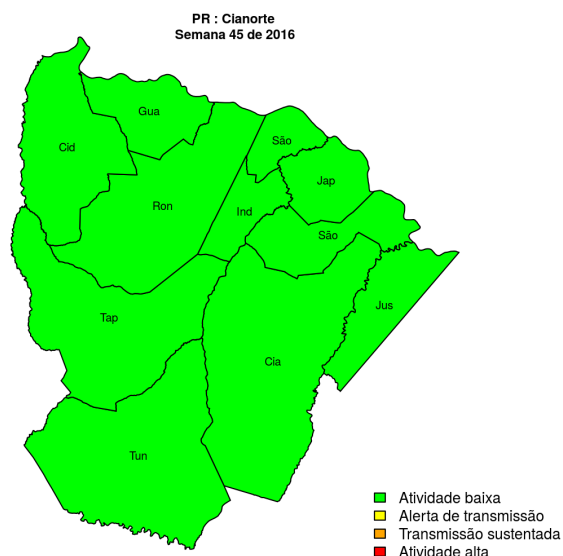 PR : Cianorte
Semana 45 de 2016
Gua
São
Cid
Jap
Ron
Ind
São
Jus
Tap
Cia
Tun
Atividade baixa
Alerta de transmissão
Transmissão sustentada
Atividade alta